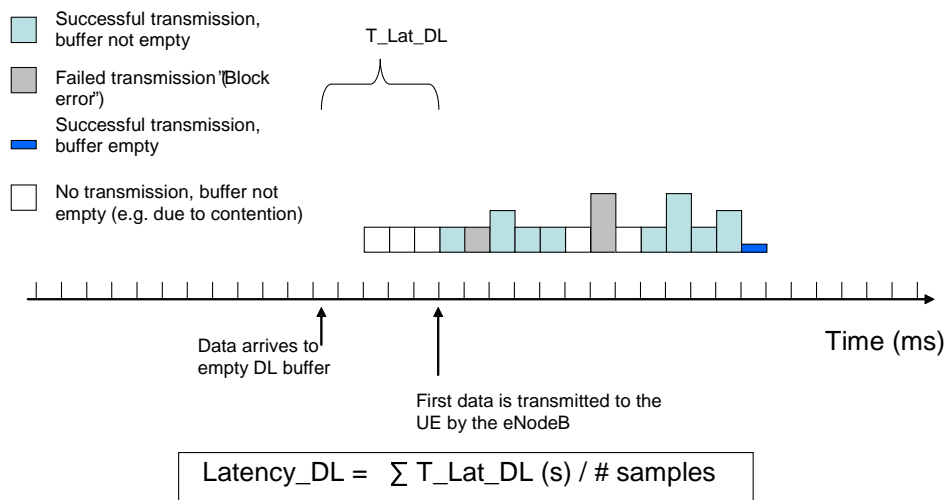 Successful transmission,
buffer not empty
T_Lat_DL
Failed transmission ”(Block
error”)
Successful transmission,
buffer empty
No transmission, buffer not
empty (e.g. due to contention)
Time (ms)
Data arrives to
empty DL buffer
First data is transmitted to the
UE by the eNodeB
Latency_DL = ∑ T_Lat_DL (s) / # samples